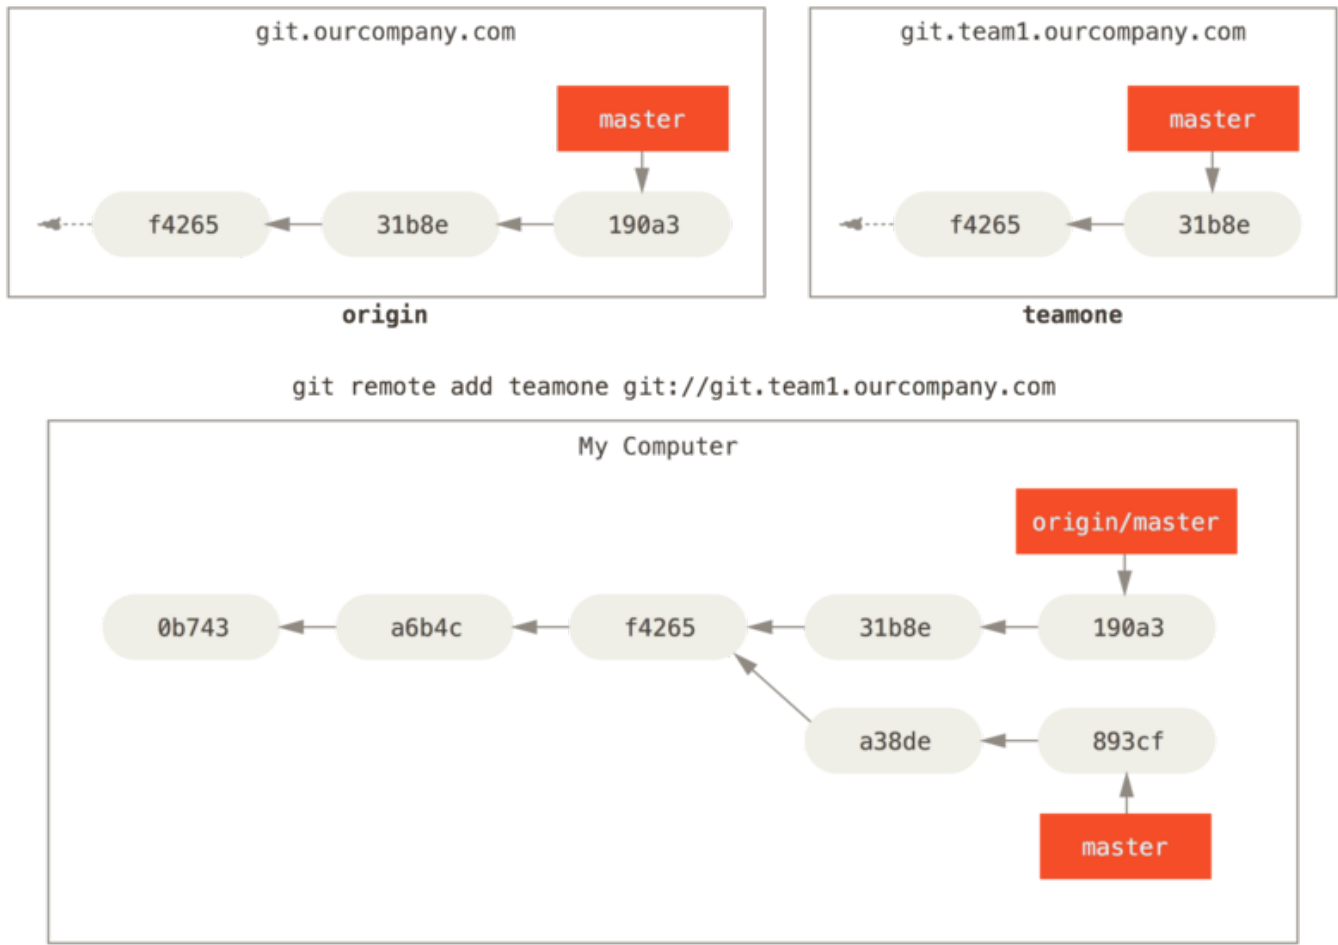 git.ourcompany.com
master
f4265
31b8e
190a3
origin
git.team1.ourcompany.com
master
f4265
31b8e
teamone
git remote add teamone git://git.team1.ourcompany.com
My Computer
origin/master
0b743
a6b4c
f4265
31b8e
190a3
a38de
893cf
master